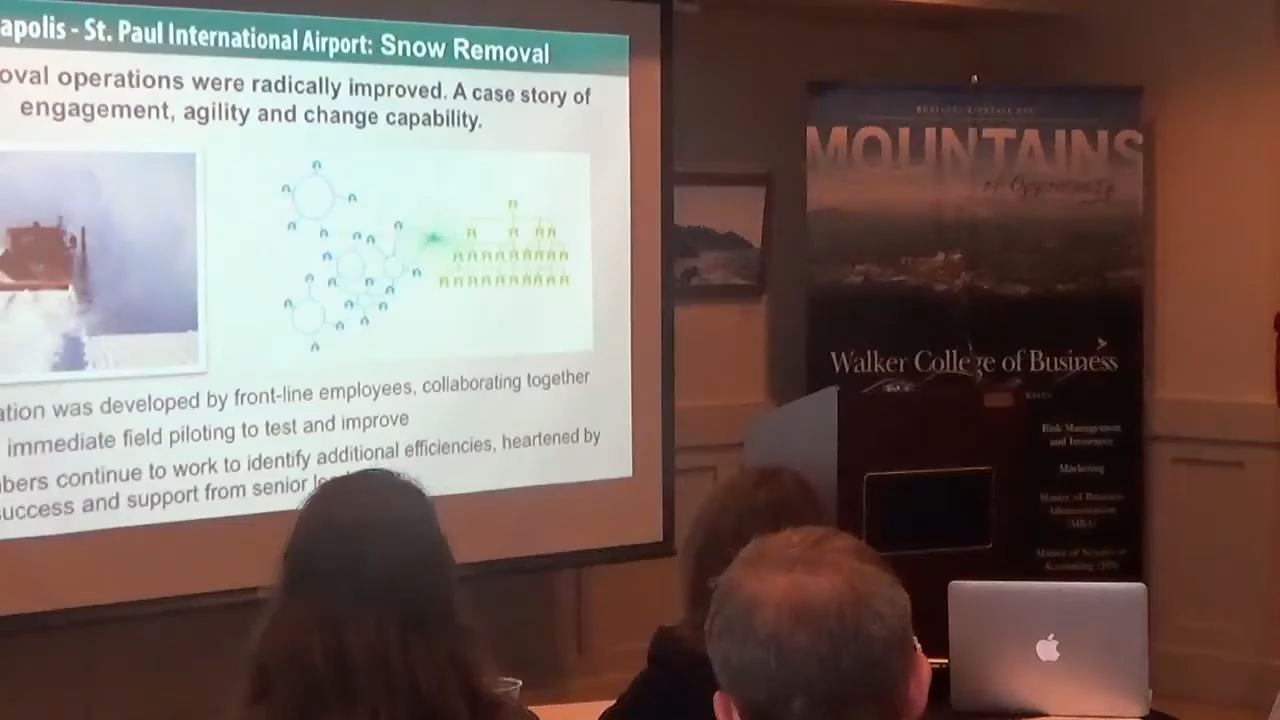 apolis - St. Paul International Airport: Snow Removal
oval operations were radically improved. A case story of
engagement, agility and change capability.
ation was developed by front-line employees, collaborating together
immediate field piloting to test and improve
bers continue to work to identify additional efficiencies, heartened by
success and support from senior
MOUNTAINS
of Opportunity
Walker College of Business
Risk Management
and Insurance
Marketing
Master of Business
Administration
(MBA)
Master of Science in
Accounting